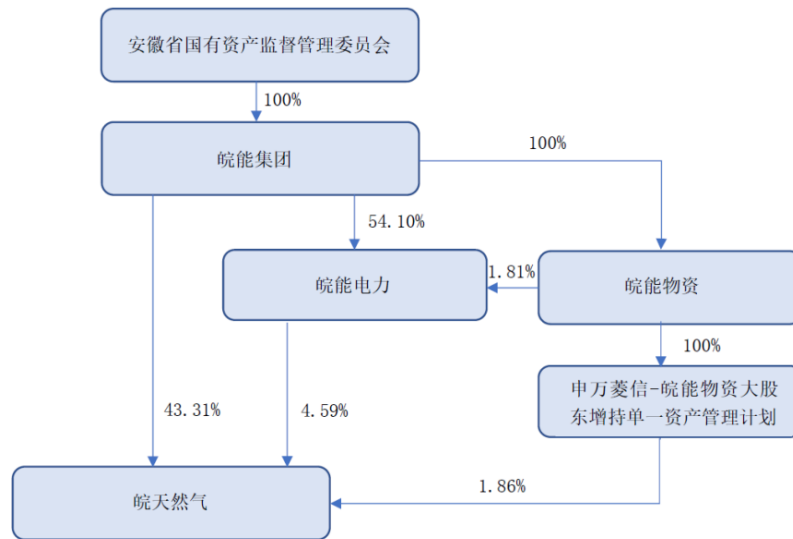 安徽省国有资产监督管理委员会
100%
皖能集团
100%
54.10%
皖能电力
1.81%
皖能物资
100%
申万菱信-皖能物资大股
东增持单一资产管理计划
43.31%
4.59%
皖天然气
1.86%